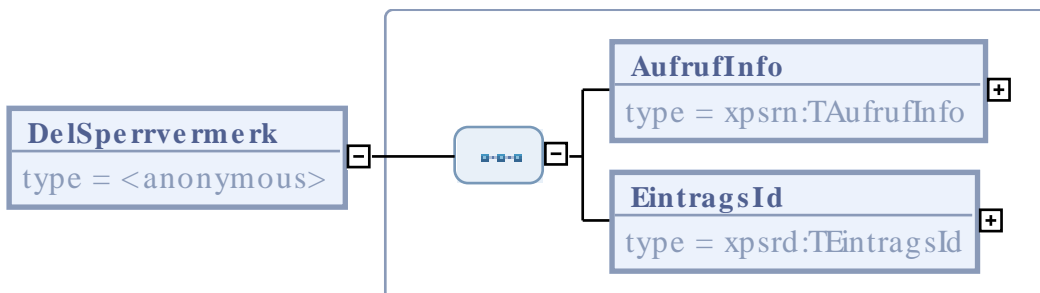 AufrufInfo
type = xpsrn:TAufrufInfo
DelSperrvermerk
type = <anonymous>
EintragsId
type = xpsrd:TEintragsId